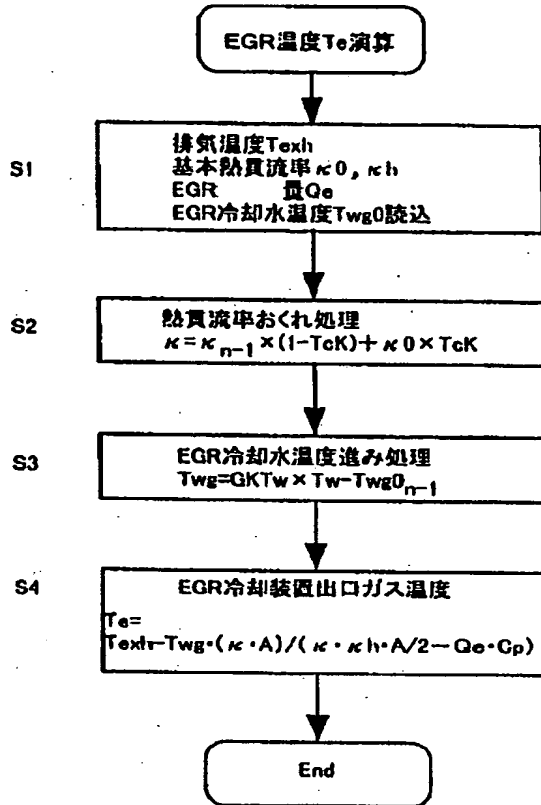 EGR温度Te演算
S1
排気温度Texh
基本熱貫流率κ0, κh
EGR 量Qe
EGR冷却水温度Twg0読込
S2
熱貫流率おくれ処理
κ=κn-1×(1-TcK)+κ0×TcK
S3
EGR冷却水温度進み処理
Twg=GKTw×Tw-Twg0n-1
S4
EGR冷却装置出口ガス温度
Te=
Texh-Twg・(κ・A)/(κ・κh・A/2-Qe・Cp)
End